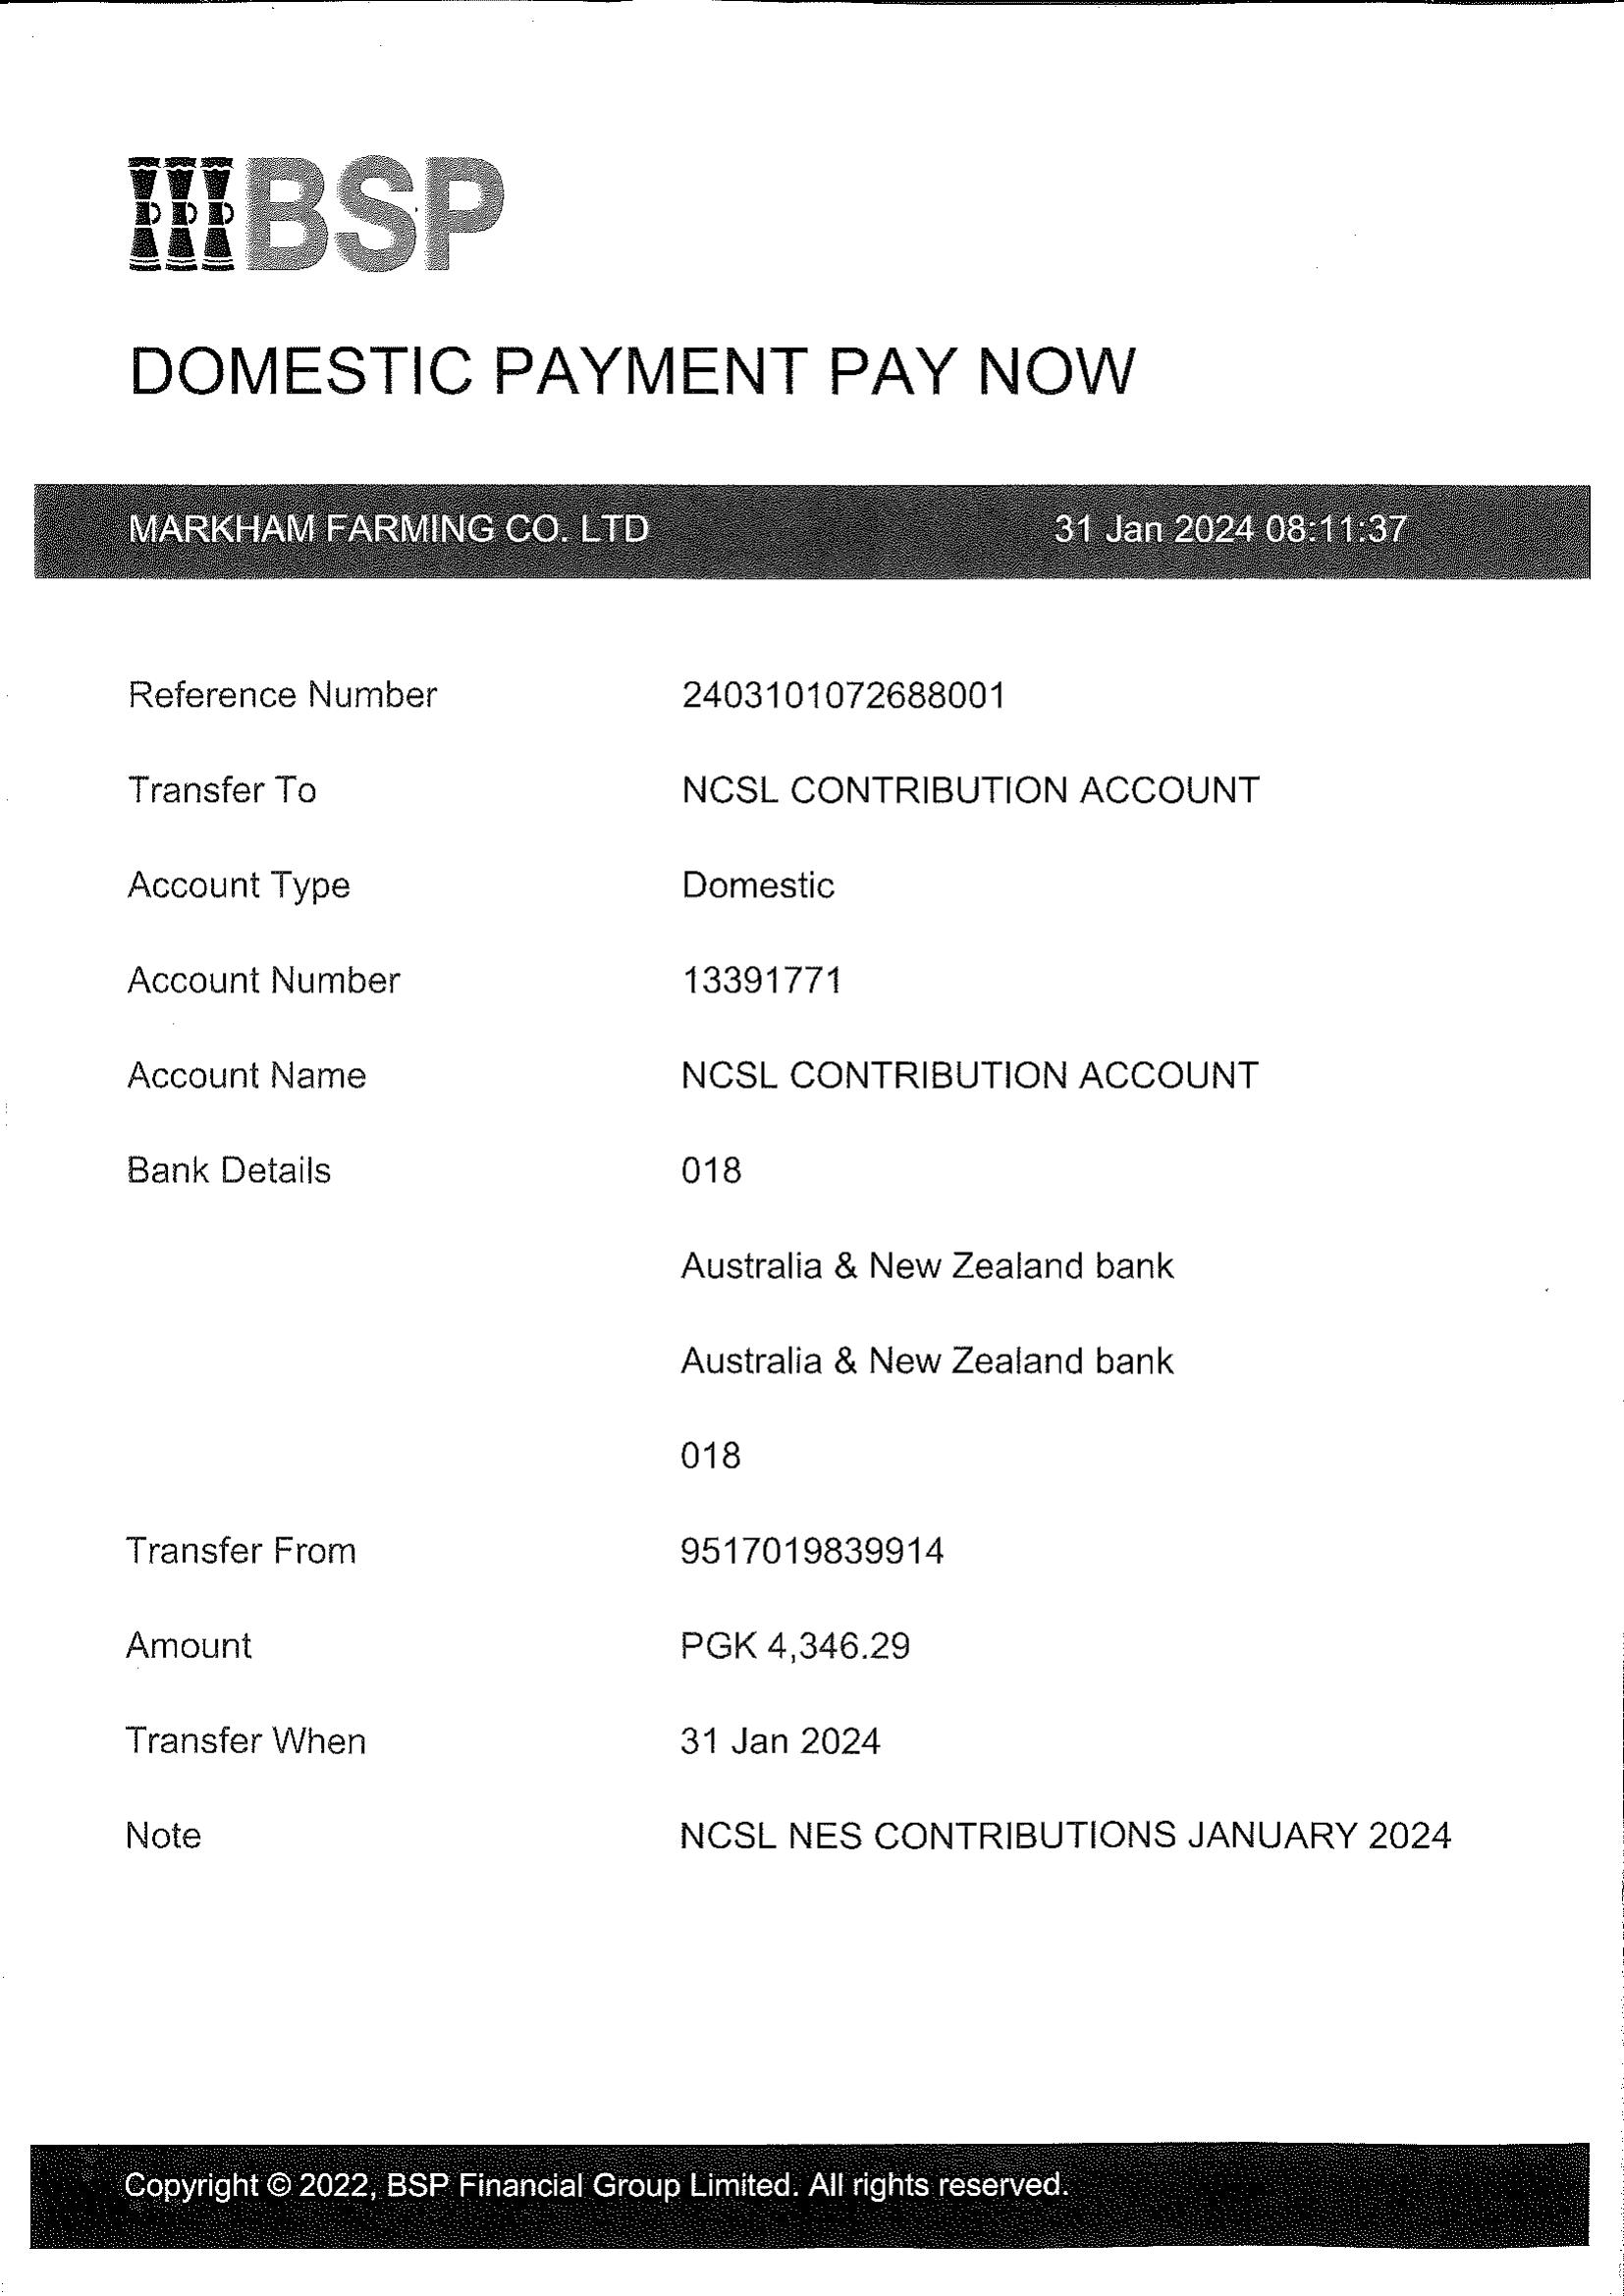 BSP
DOMESTIC PAYMENT PAY NOW
MARKHAM FARMING CO. LTD 31 Jan 2024 08:11:37
Reference Number 2403101072688001
Transfer To NCSL CONTRIBUTION ACCOUNT
Account Type Domestic
Account Number 13391771
Account Name NCSL CONTRIBUTION ACCOUNT
Bank Details 018
Australia & New Zealand bank
Australia & New Zealand bank
018
Transfer From 9517019839914
Amount PGK 4,346.29
Transfer When 31 Jan 2024
Note NCSL NES CONTRIBUTIONS JANUARY 2024
Copyright © 2022, BSP Financial Group Limited. All rights reserved.